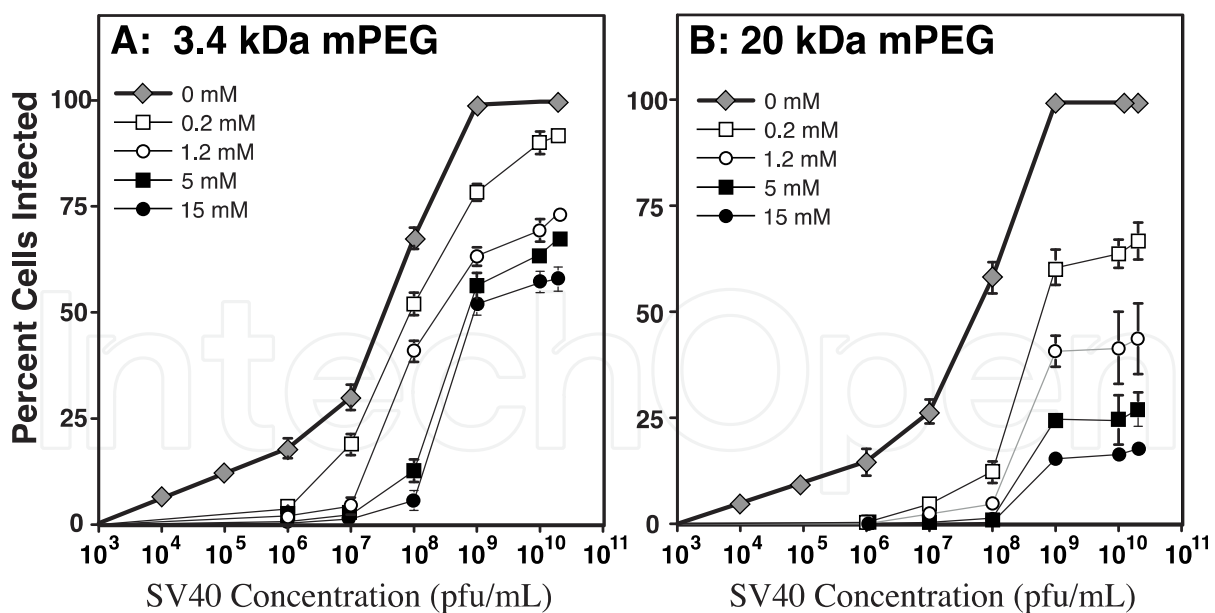 A: 3.4 kDa mPEG
0 mM
0.2 mM
1.2 mM
5 mM
15 mM
100
75
50
25
0
10³ 10⁴ 10⁵ 10⁶ 10⁷ 10⁸ 10⁹ 10¹⁰ 10¹¹
SV40 Concentration (pfu/mL)
Percent Cells Infected
B: 20 kDa mPEG
0 mM
0.2 mM
1.2 mM
5 mM
15 mM
100
75
50
25
0
10³ 10⁴ 10⁵ 10⁶ 10⁷ 10⁸ 10⁹ 10¹⁰ 10¹¹
SV40 Concentration (pfu/mL)
IntechOpen